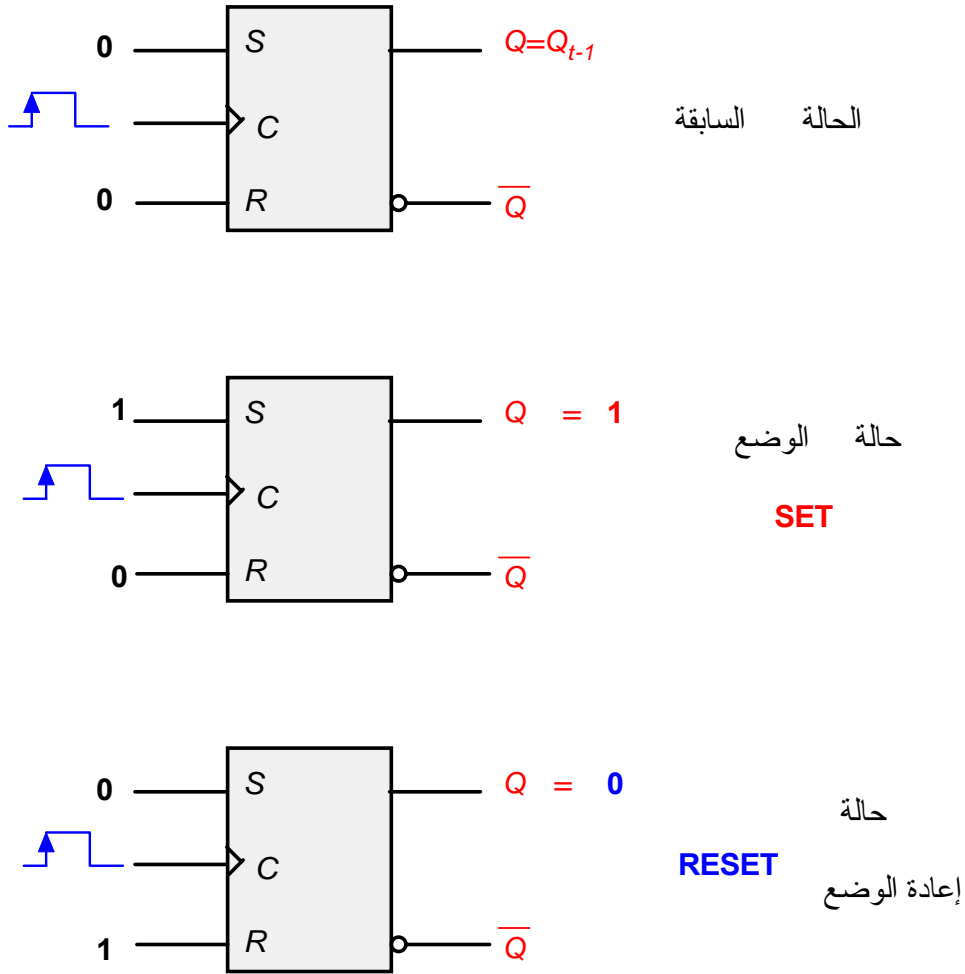 0 S Q=Qt-1
C الحالة السابقة
0 R Q̅
1 S Q = 1
حالة الوضع
C
SET
0 R Q̅
0 S Q = 0
حالة
C RESET
إعادة الوضع
1 R Q̅